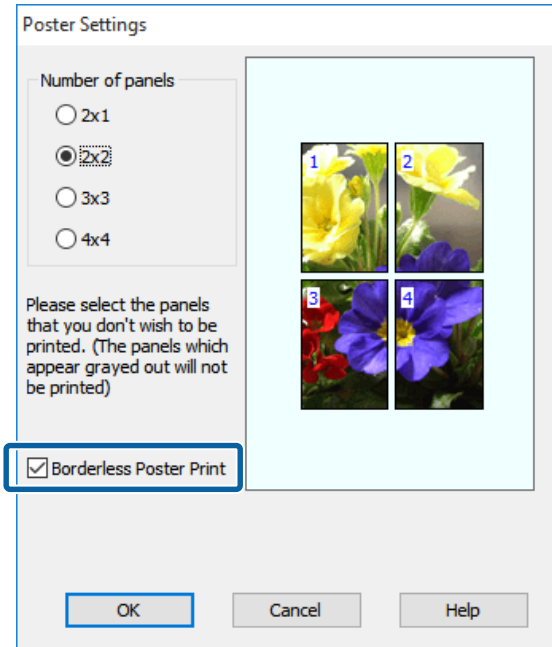 Poster Settings
Number of panels
2x1
2x2
3x3
4x4
1
2
3
4
Please select the panels
that you don't wish to be
printed. (The panels which
appear grayed out will not
be printed)
Borderless Poster Print
OK
Cancel
Help